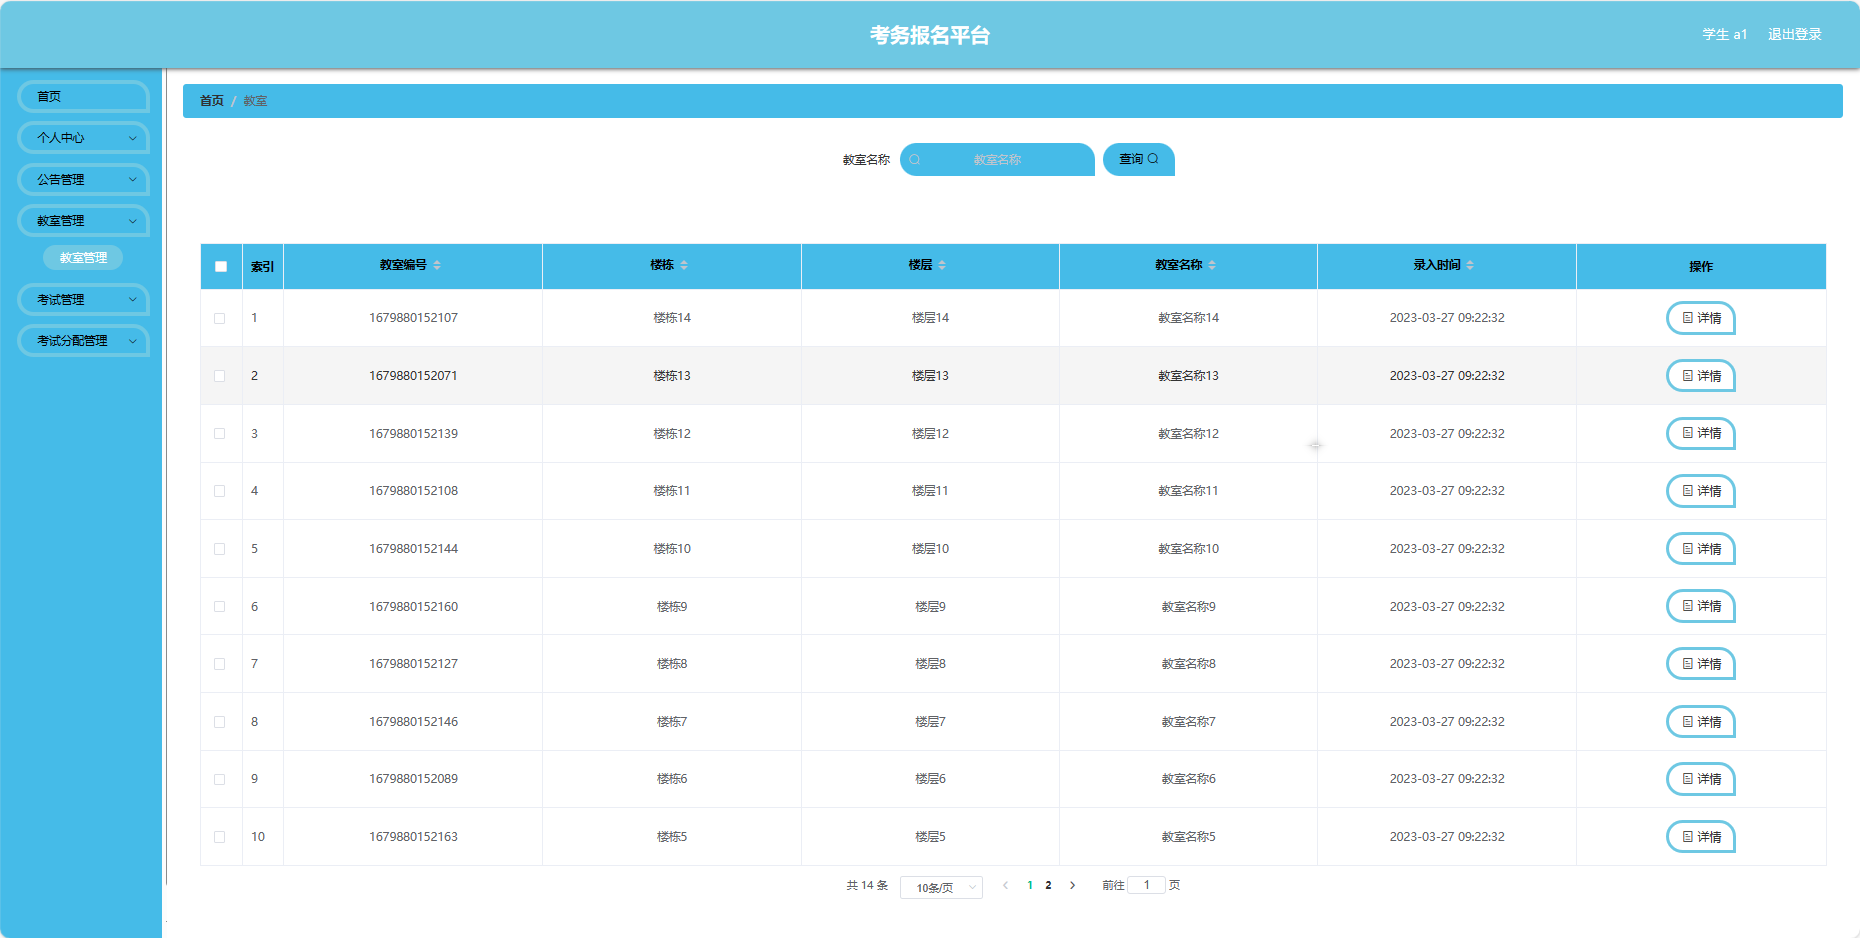 考务报名平台
学生 a1 退出登录
首页
个人中心
公告管理
教室管理
教室管理
考试管理
考试分配管理
首页 / 教室
教室名称 教室名称 查询
索引 教室编号 楼栋 楼层 教室名称 录入时间 操作
1 1679880152107 楼栋14 楼层14 教室名称14 2023-03-27 09:22:32 详情
2 1679880152071 楼栋13 楼层13 教室名称13 2023-03-27 09:22:32 详情
3 1679880152139 楼栋12 楼层12 教室名称12 2023-03-27 09:22:32 详情
4 1679880152108 楼栋11 楼层11 教室名称11 2023-03-27 09:22:32 详情
5 1679880152144 楼栋10 楼层10 教室名称10 2023-03-27 09:22:32 详情
6 1679880152160 楼栋9 楼层9 教室名称9 2023-03-27 09:22:32 详情
7 1679880152127 楼栋8 楼层8 教室名称8 2023-03-27 09:22:32 详情
8 1679880152146 楼栋7 楼层7 教室名称7 2023-03-27 09:22:32 详情
9 1679880152089 楼栋6 楼层6 教室名称6 2023-03-27 09:22:32 详情
10 1679880152163 楼栋5 楼层5 教室名称5 2023-03-27 09:22:32 详情
共 14 条 10条/页 1 2 前往 1 页